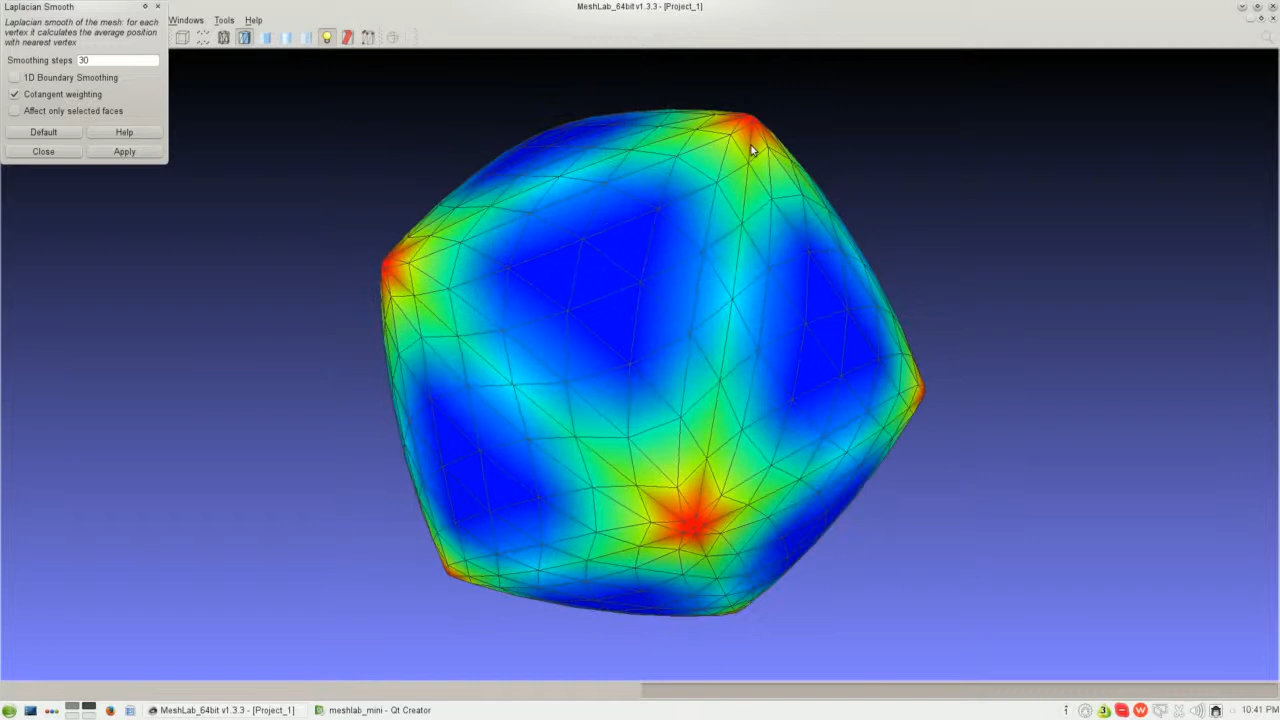 Laplacian Smooth
MeshLab_64bit v1.3.3 - [Project_1]
Windows Tools Help
Laplacian smooth of the mesh: for each
vertex it calculates the average position
with nearest vertex
Smoothing steps 30
1D Boundary Smoothing
Cotangent weighting
Affect only selected faces
Default Help
Close Apply
MeshLab_64bit v1.3.3 - [Project_1] meshlab_mini - Qt Creator 3 W 10:41 PM